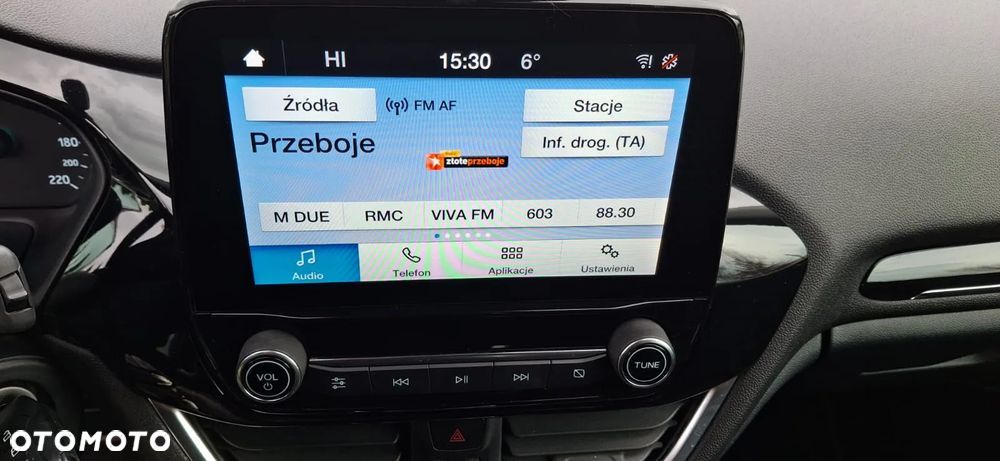 HI 15:30 6°
Źródła FM AF Stacje
Przeboje Inf. drog. (TA)
złoteprzeboje
M DUE RMC VIVA FM 603 88.30
Audio Telefon Aplikacje Ustawienia
180
200
220
VOL
TUNE
OTOMOTO